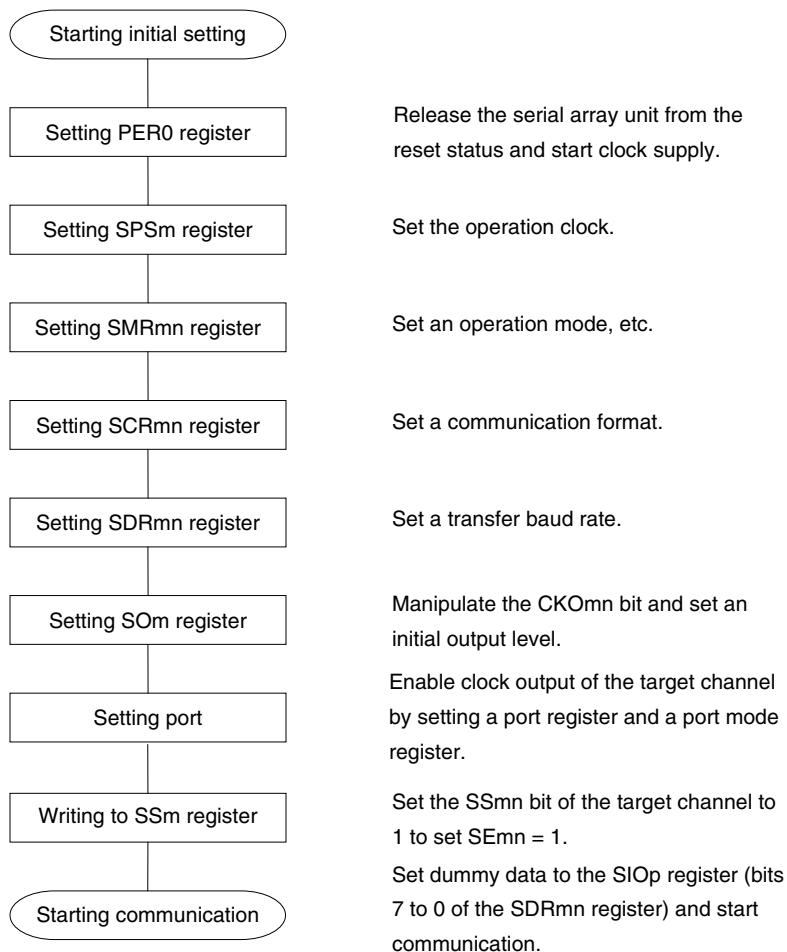 Starting initial setting
Setting PER0 register
Release the serial array unit from the
reset status and start clock supply.
Setting SPSm register
Set the operation clock.
Setting SMRmn register
Set an operation mode, etc.
Setting SCRmn register
Set a communication format.
Setting SDRmn register
Set a transfer baud rate.
Setting SOm register
Manipulate the CKOmn bit and set an
initial output level.
Setting port
Enable clock output of the target channel
by setting a port register and a port mode
register.
Writing to SSm register
Set the SSmn bit of the target channel to
1 to set SEmn = 1.
Starting communication
Set dummy data to the SIOp register (bits
7 to 0 of the SDRmn register) and start
communication.